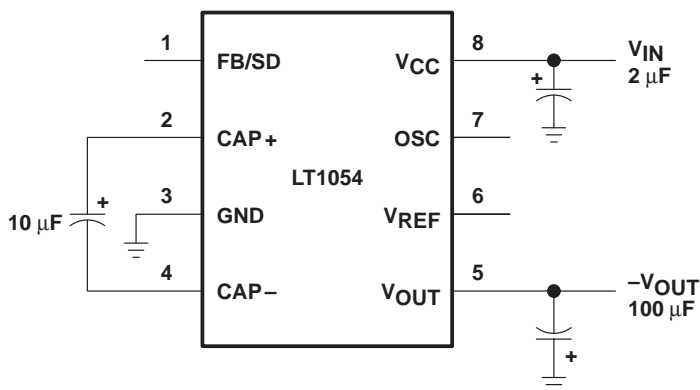 1
FB/SD
VCC
8
VIN
2 μF
+
2
CAP+
OSC
7
LT1054
10 μF
+
3
GND
VREF
6
4
CAP−
VOUT
5
−VOUT
100 μF
+